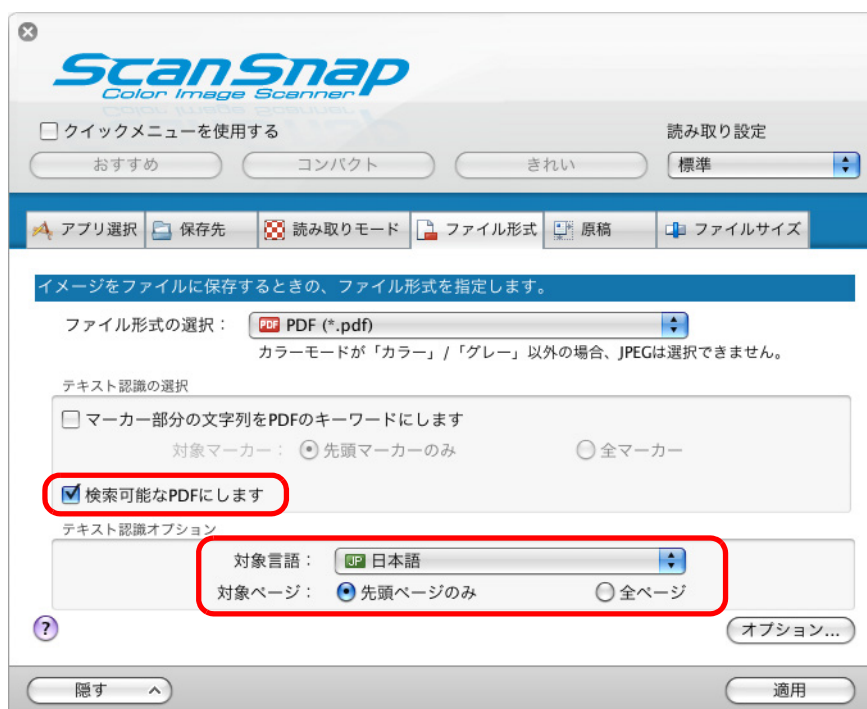 ScanSnap
Color Image Scanner
クイックメニューを使用する
読み取り設定
おすすめ
コンパクト
きれい
標準
アプリ選択
保存先
読み取りモード
ファイル形式
原稿
ファイルサイズ
イメージをファイルに保存するときの、ファイル形式を指定します。
ファイル形式の選択：
PDF PDF (*.pdf)
カラーモードが「カラー」/「グレー」以外の場合、JPEGは選択できません。
テキスト認識の選択
マーカー部分の文字列をPDFのキーワードにします
対象マーカー：
先頭マーカーのみ
全マーカー
検索可能なPDFにします
テキスト認識オプション
対象言語：
JP 日本語
対象ページ：
先頭ページのみ
全ページ
?
オプション...
隠す
適用